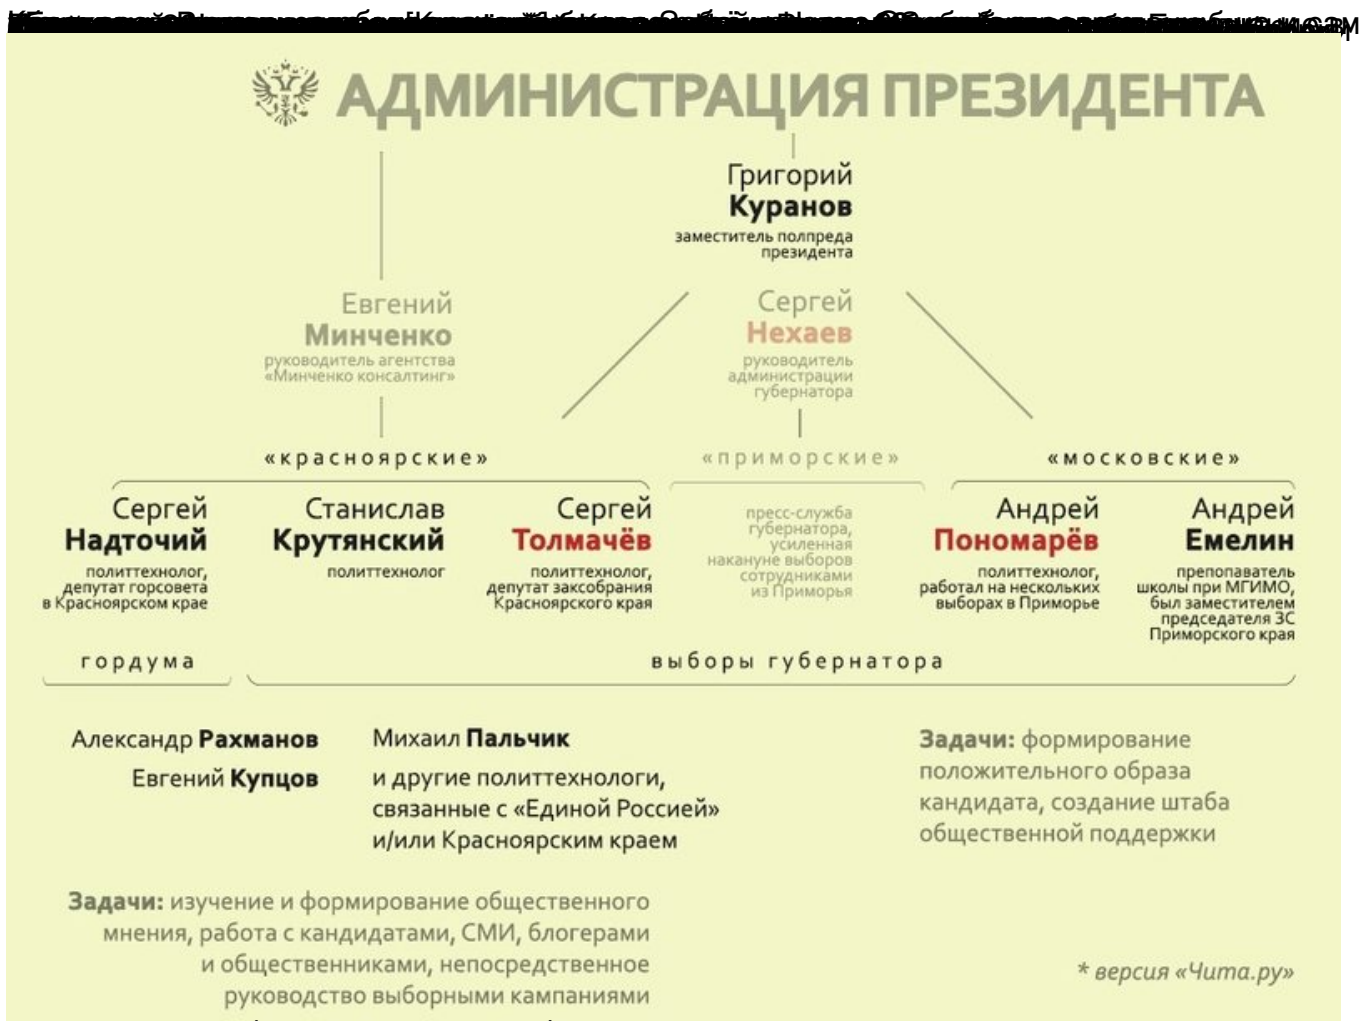 АДМИНИСТРАЦИЯ ПРЕЗИДЕНТА
Григорий
Куранов
заместитель полпреда
президента
Евгений
Минченко
руководитель агентства
«Минченко консалтинг»
Сергей
Нехаев
руководитель
администрации
губернатора
«красноярские»
«приморские»
«московские»
Сергей
Надточий
политтехнолог,
депутат горсовета
в Красноярском крае
Станислав
Крутянский
политтехнолог
Сергей
Толмачёв
политтехнолог,
депутат заксобрания
Красноярского края
пресс-служба
губернатора,
усиленная
накануне выборов
сотрудниками
из Приморья
Андрей
Пономарёв
политтехнолог,
работал на нескольких
выборах в Приморье
Андрей
Емелин
препопаватель
школы при МГИМО,
был заместителем
председателя ЗС
Приморского края
гордума
выборы губернатора
Александр Рахманов
Евгений Купцов
Михаил Пальчик
и другие политтехнологи,
связанные с «Единой Россией»
и/или Красноярским краем
Задачи: формирование
положительного образа
кандидата, создание штаба
общественной поддержки
Задачи: изучение и формирование общественного
мнения, работа с кандидатами, СМИ, блогерами
и общественниками, непосредственное
руководство выборными кампаниями
* версия «Чита.ру»